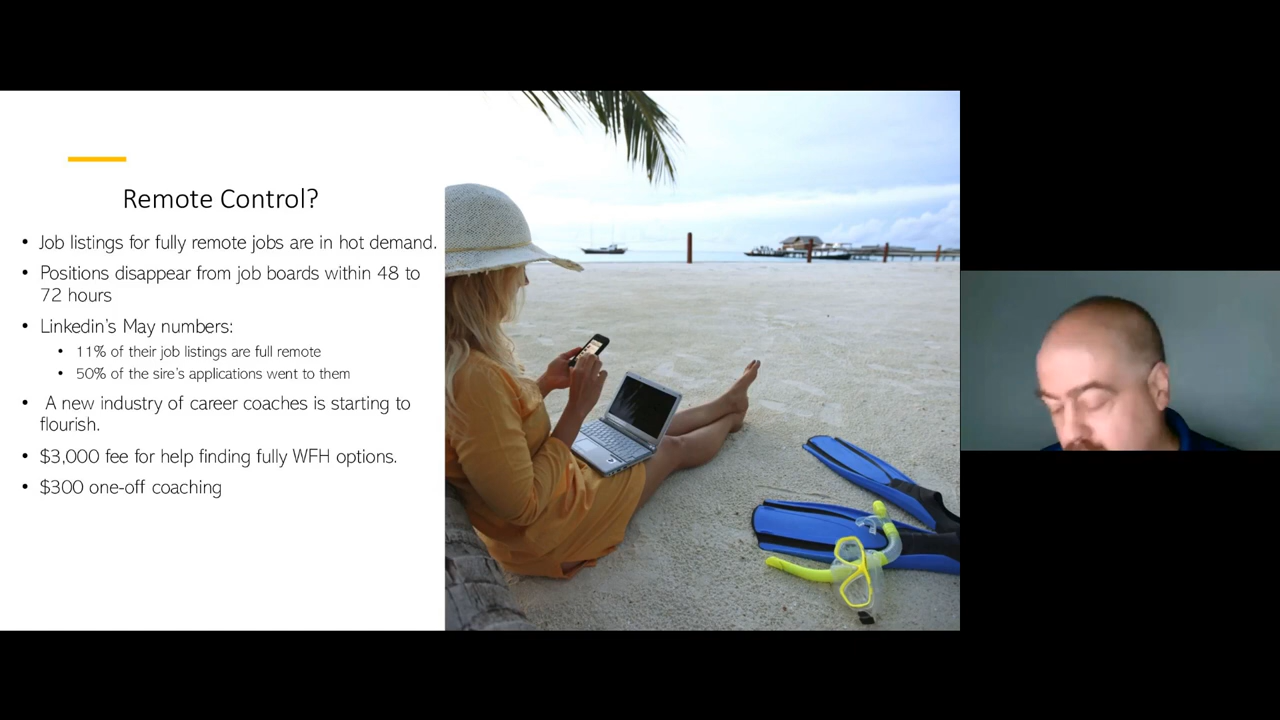 Remote Control?
• Job listings for fully remote jobs are in hot demand.
• Positions disappear from job boards within 48 to
72 hours
• Linkedin's May numbers:
• 11% of their job listings are full remote
• 50% of the sire's applications went to them
• A new industry of career coaches is starting to
flourish.
• $3,000 fee for help finding fully WFH options.
• $300 one-off coaching